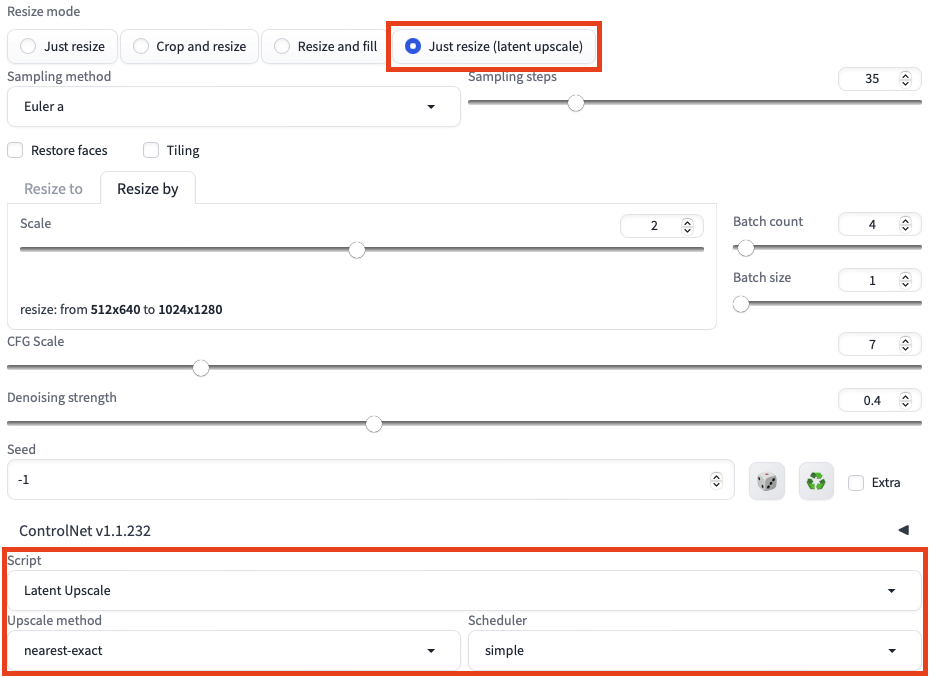 Resize mode
Just resize Crop and resize Resize and fill Just resize (latent upscale)
Sampling method Sampling steps 35
Euler a
Restore faces Tiling
Resize to Resize by
Scale 2 Batch count 4
Batch size 1
resize: from 512x640 to 1024x1280
CFG Scale 7
Denoising strength 0.4
Seed
-1 Extra
ControlNet v1.1.232
Script
Latent Upscale
Upscale method Scheduler
nearest-exact simple